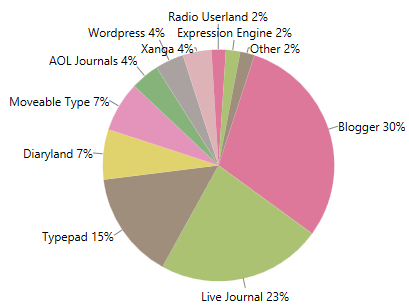 Radio Userland 2%
Wordpress 4%
Expression Engine 2%
Xanga 4%
Other 2%
AOL Journals 4%
Moveable Type 7%
Blogger 30%
Diaryland 7%
Typepad 15%
Live Journal 23%